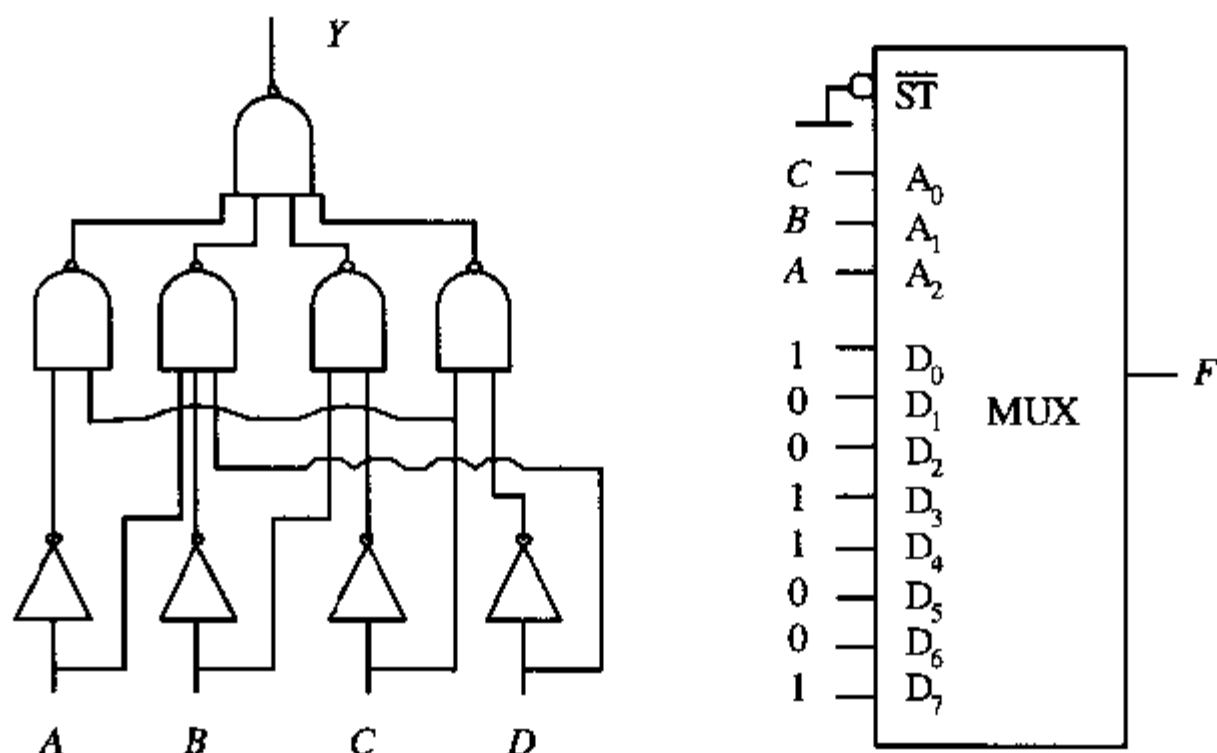 Y
A B C D
S̅T̅
C A₀
B A₁
A A₂
1 D₀
0 D₁
0 D₂
1 D₃
1 D₄
0 D₅
0 D₆
1 D₇
MUX
F